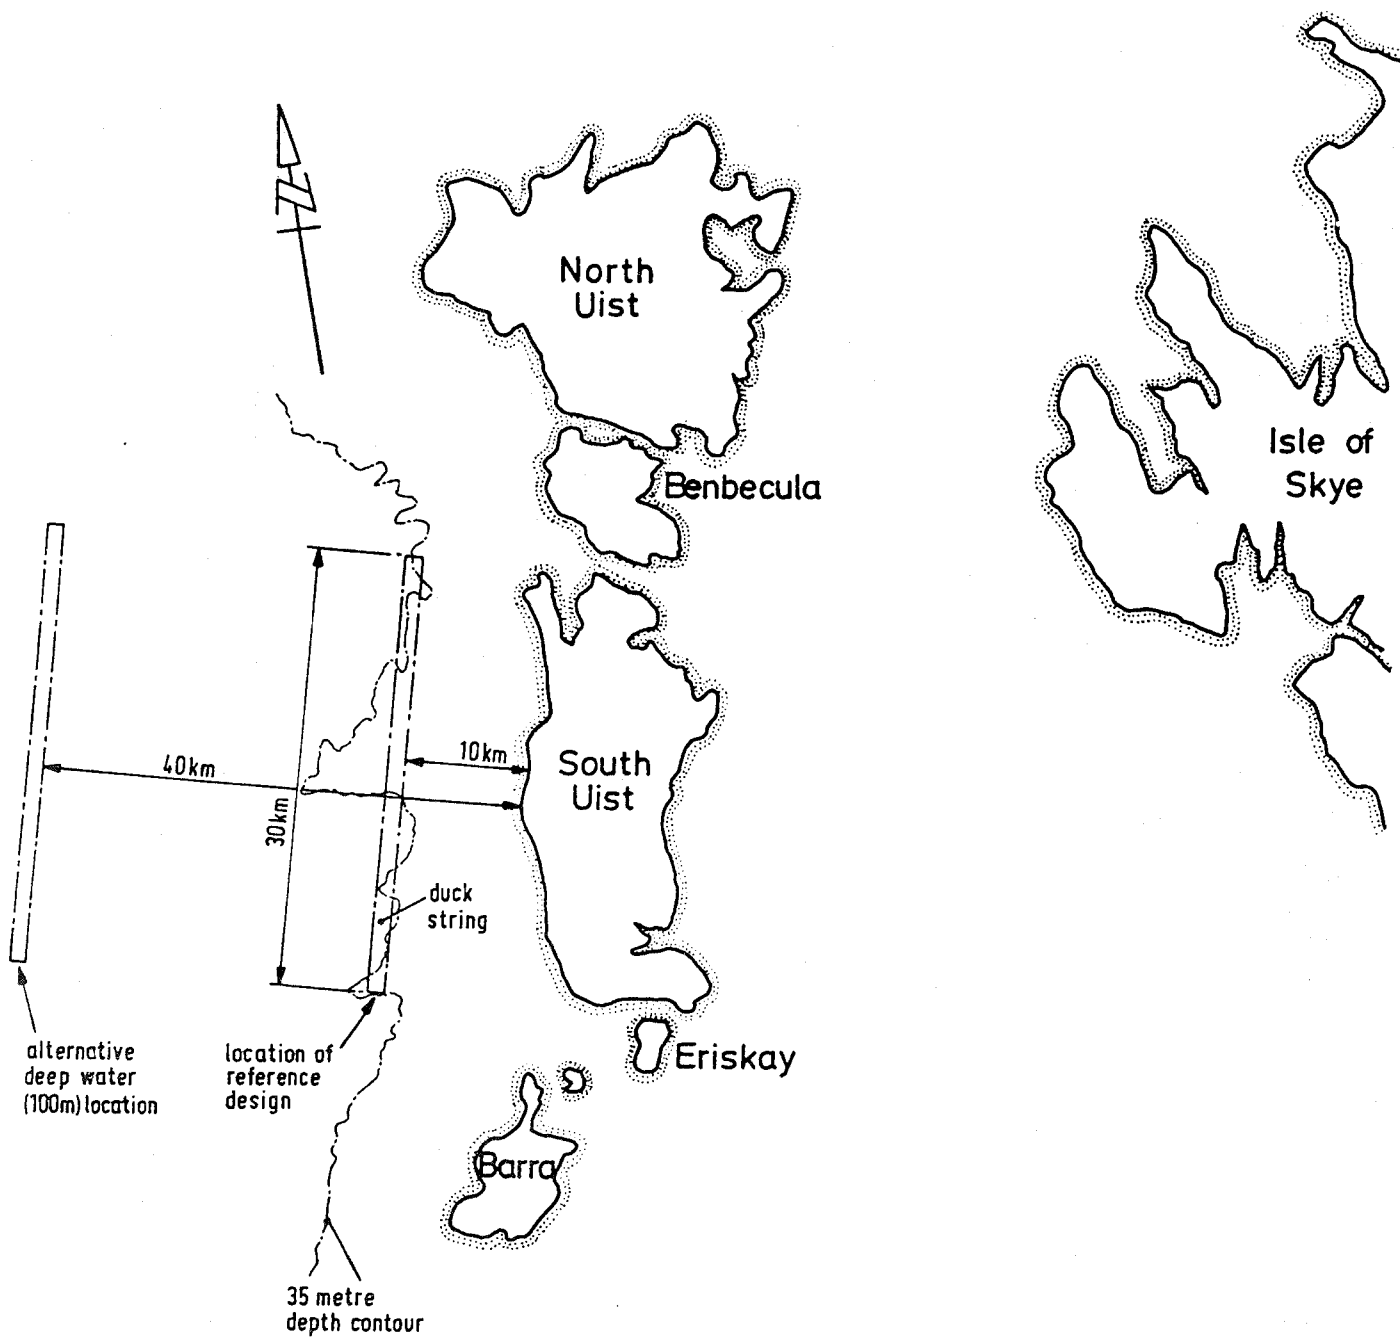 N
North
Uist
Isle of
Skye
Benbecula
10km
40km
South
Uist
30km
duck
string
alternative
deep water
(100m) location
location of
reference
design
Eriskay
Barra
35 metre
depth contour